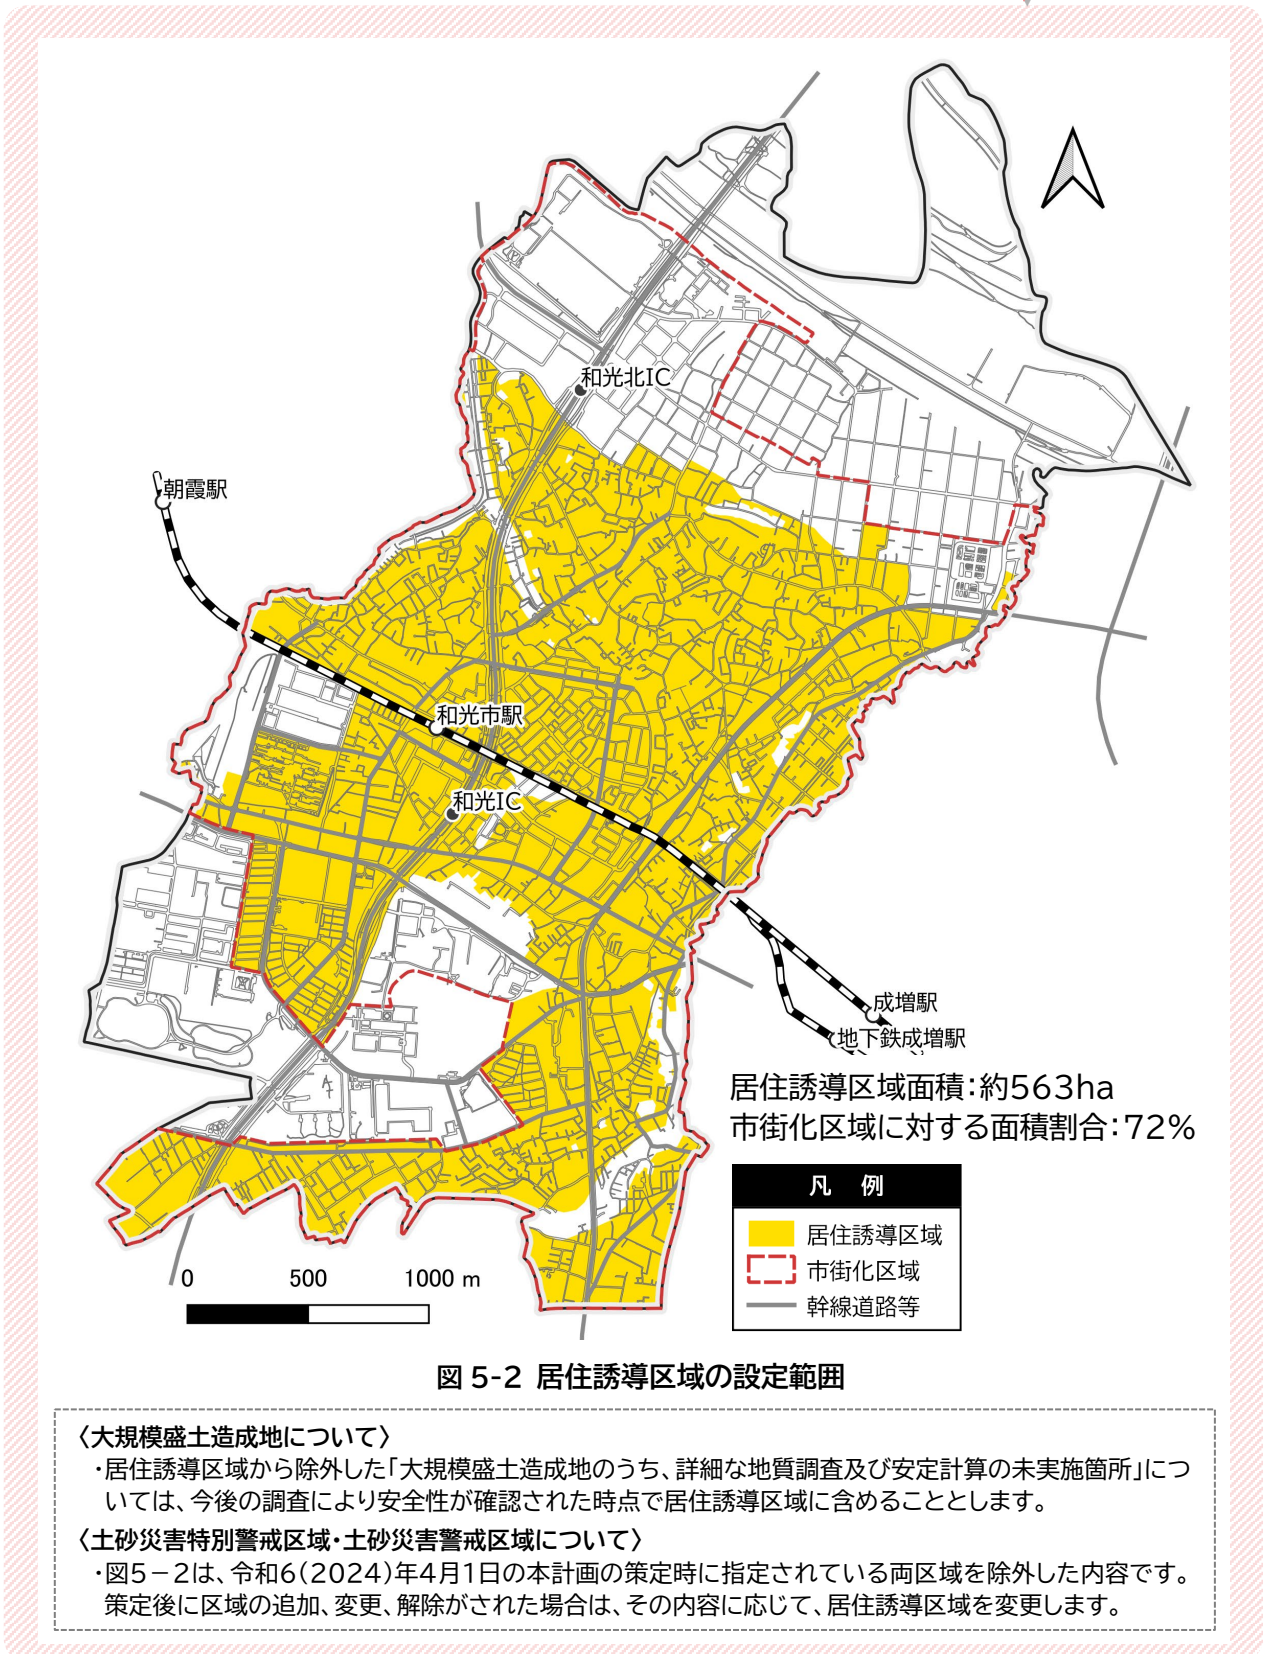 和光北IC
朝霞駅
和光市駅
和光IC
成増駅
地下鉄成増駅
居住誘導区域面積：約563ha
市街化区域に対する面積割合：72%
凡 例
居住誘導区域
市街化区域
幹線道路等
0 500 1000 m
図 5-2 居住誘導区域の設定範囲
〈大規模盛土造成地について〉
・居住誘導区域から除外した「大規模盛土造成地のうち、詳細な地質調査及び安定計算の未実施箇所」につ
いては、今後の調査により安全性が確認された時点で居住誘導区域に含めることとします。
〈土砂災害特別警戒区域・土砂災害警戒区域について〉
・図5－2は、令和6(2024)年4月1日の本計画の策定時に指定されている両区域を除外した内容です。
策定後に区域の追加、変更、解除がされた場合は、その内容に応じて、居住誘導区域を変更します。